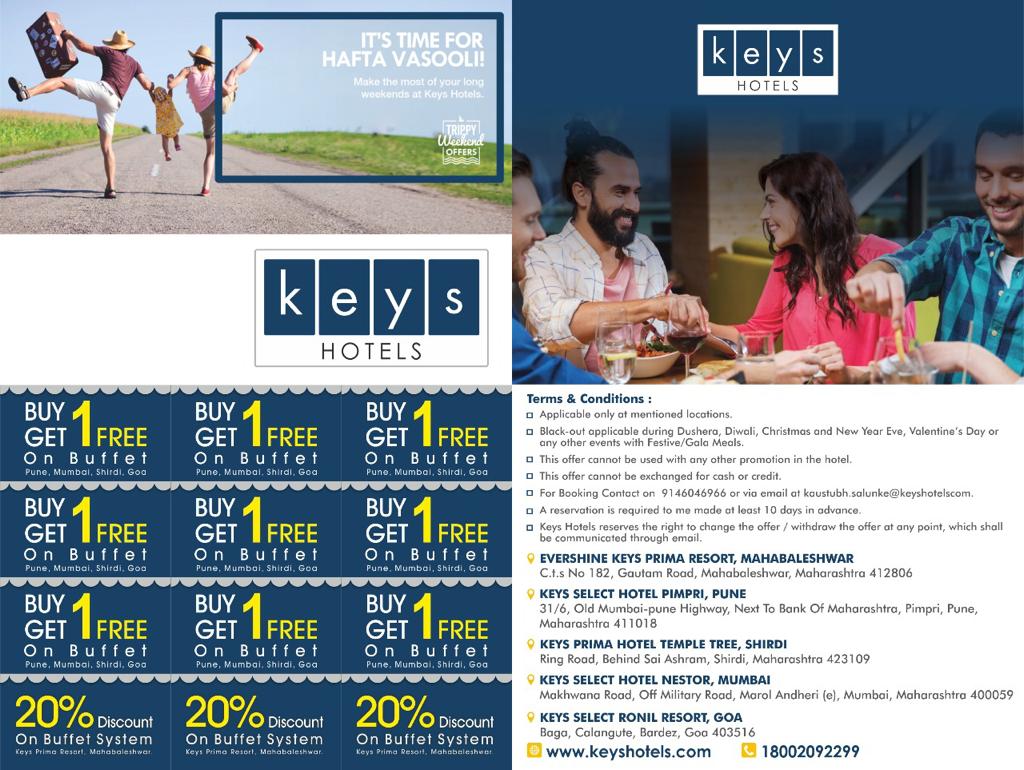 IT'S TIME FOR
HAFTA VASOOLI!
Make the most of your long
weekends at Keys Hotels.
TRIPPY
Weekend
OFFERS
keys
HOTELS
BUY 1
GET 1 FREE
On Buffet
Pune, Mumbai, Shirdi, Goa
BUY 1
GET 1 FREE
On Buffet
Pune, Mumbai, Shirdi, Goa
BUY 1
GET 1 FREE
On Buffet
Pune, Mumbai, Shirdi, Goa
BUY 1
GET 1 FREE
On Buffet
Pune, Mumbai, Shirdi, Goa
BUY 1
GET 1 FREE
On Buffet
Pune, Mumbai, Shirdi, Goa
BUY 1
GET 1 FREE
On Buffet
Pune, Mumbai, Shirdi, Goa
BUY 1
GET 1 FREE
On Buffet
Pune, Mumbai, Shirdi, Goa
BUY 1
GET 1 FREE
On Buffet
Pune, Mumbai, Shirdi, Goa
BUY 1
GET 1 FREE
On Buffet
Pune, Mumbai, Shirdi, Goa
20% Discount
On Buffet System
Keys Prima Resort, Mahabaleshwar.
20% Discount
On Buffet System
Keys Prima Resort, Mahabaleshwar.
20% Discount
On Buffet System
Keys Prima Resort, Mahabaleshwar.
keys
HOTELS
Terms & Conditions :
Applicable only at mentioned locations.
Black-out applicable during Dushera, Diwali, Christmas and New Year Eve, Valentine's Day or
any other events with Festive/Gala Meals.
This offer cannot be used with any other promotion in the hotel.
This offer cannot be exchanged for cash or credit.
For Booking Contact on 9146046966 or via email at kaustubh.salunke@keyshotelscom.
A reservation is required to me made at least 10 days in advance.
Keys Hotels reserves the right to change the offer / withdraw the offer at any point, which shall
be communicated through email.
EVERSHINE KEYS PRIMA RESORT, MAHABALESHWAR
C.t.s No 182, Gautam Road, Mahabaleshwar, Maharashtra 412806
KEYS SELECT HOTEL PIMPRI, PUNE
31/6, Old Mumbai-pune Highway, Next To Bank Of Maharashtra, Pimpri, Pune,
Maharashtra 411018
KEYS PRIMA HOTEL TEMPLE TREE, SHIRDI
Ring Road, Behind Sai Ashram, Shirdi, Maharashtra 423109
KEYS SELECT HOTEL NESTOR, MUMBAI
Makhwana Road, Off Military Road, Marol Andheri (e), Mumbai, Maharashtra 400059
KEYS SELECT RONIL RESORT, GOA
Baga, Calangute, Bardez, Goa 403516
www.keyshotels.com 18002092299